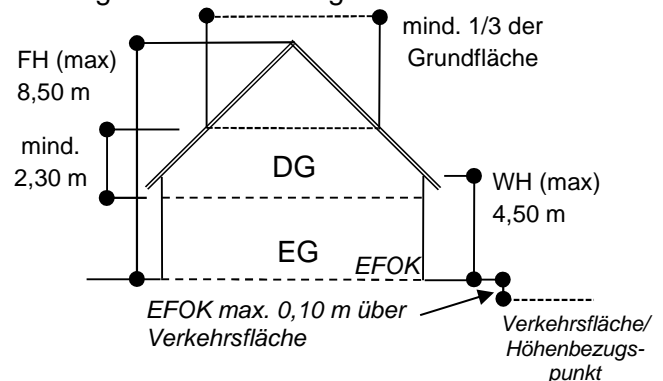 FH (max)
8,50 m
mind. 1/3 der
Grundfläche
mind.
2,30 m
DG
WH (max)
4,50 m
EG
EFOK
EFOK max. 0,10 m über
Verkehrsfläche
Verkehrsfläche/
Höhenbezugs-
punkt